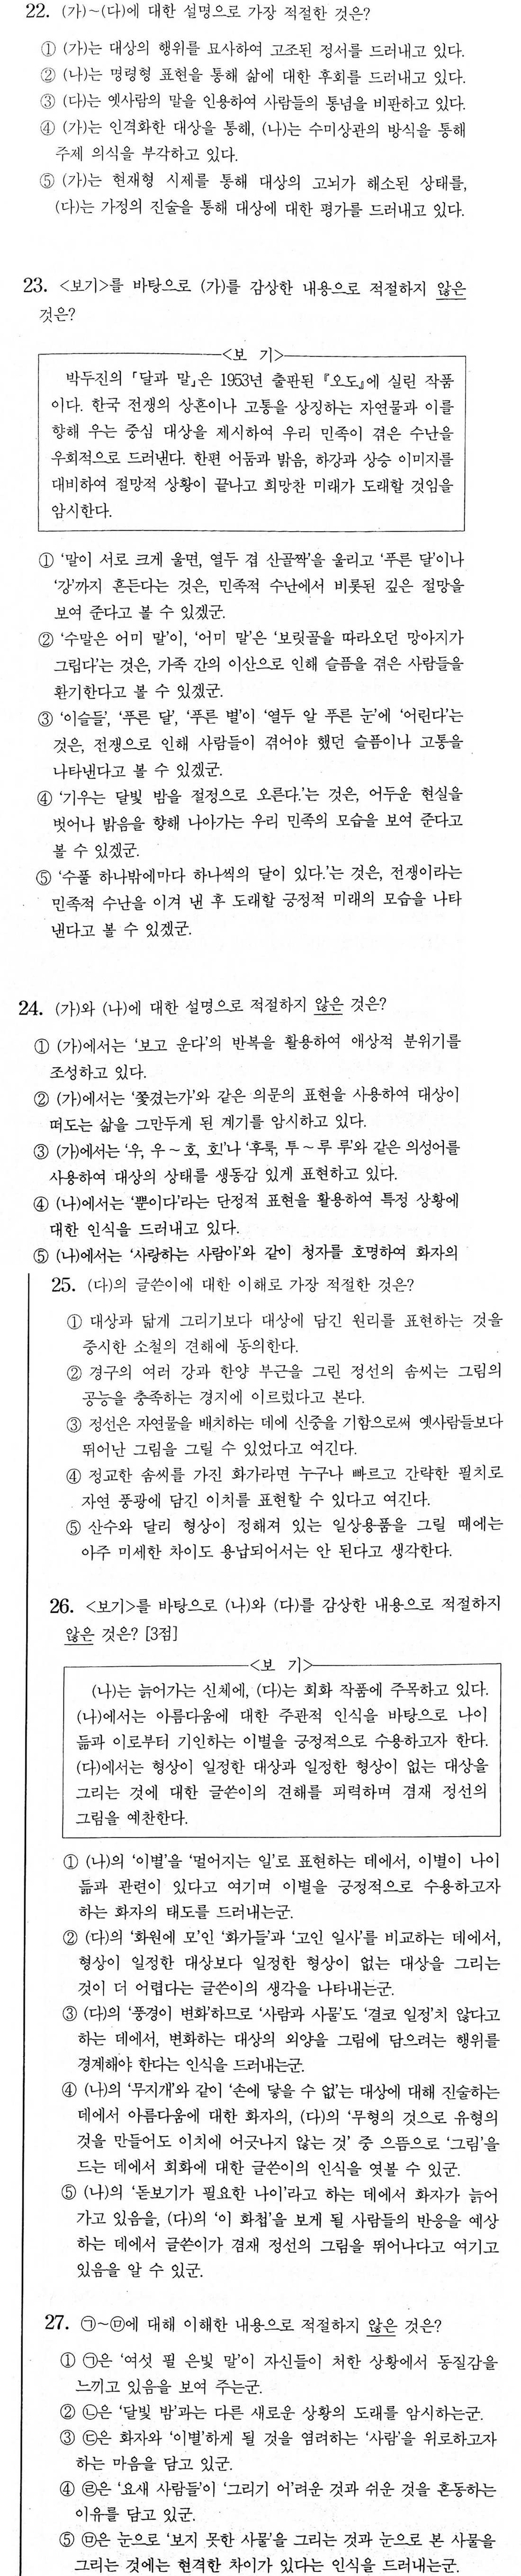 22. (가)~(다)에 대한 설명으로 가장 적절한 것은?
① (가)는 대상의 행위를 묘사하여 고조된 정서를 드러내고 있다.
② (나)는 명령형 표현을 통해 삶에 대한 후회를 드러내고 있다.
③ (다)는 옛사람의 말을 인용하여 사람들의 통념을 비판하고 있다.
④ (가)는 인격화한 대상을 통해, (나)는 수미상관의 방식을 통해
주제 의식을 부각하고 있다.
⑤ (가)는 현재형 시제를 통해 대상의 고뇌가 해소된 상태를,
(다)는 가정의 진술을 통해 대상에 대한 평가를 드러내고 있다.
23. <보기>를 바탕으로 (가)를 감상한 내용으로 적절하지 않은
것은?
<보 기>
박두진의 「달과 말」은 1953년 출판된 『오도』에 실린 작품
이다. 한국 전쟁의 상흔이나 고통을 상징하는 자연물과 이를
향해 우는 중심 대상을 제시하여 우리 민족이 겪은 수난을
우회적으로 드러낸다. 한편 어둠과 밝음, 하강과 상승 이미지를
대비하여 절망적 상황이 끝나고 희망찬 미래가 도래할 것임을
암시한다.
① ‘말이 서로 크게 울면, 열두 겹 산골짝’을 울리고 ‘푸른 달’이나
‘강’까지 흔든다는 것은, 민족적 수난에서 비롯된 깊은 절망을
보여 준다고 볼 수 있겠군.
② ‘수말은 어미 말’이, ‘어미 말’은 ‘보릿골을 따라오던 망아지가
그립다’는 것은, 가족 간의 이산으로 인해 슬픔을 겪은 사람들을
환기한다고 볼 수 있겠군.
③ ‘이슬들’, ‘푸른 달’, ‘푸른 별’이 ‘열두 알 푸른 눈’에 ‘어린다’는
것은, 전쟁으로 인해 사람들이 겪어야 했던 슬픔이나 고통을
나타낸다고 볼 수 있겠군.
④ ‘기우는 달빛 밤을 절정으로 오른다.’는 것은, 어두운 현실을
벗어나 밝음을 향해 나아가는 우리 민족의 모습을 보여 준다고
볼 수 있겠군.
⑤ ‘수풀 하나밖에마다 하나씩의 달이 있다.’는 것은, 전쟁이라는
민족적 수난을 이겨 낸 후 도래할 긍정적 미래의 모습을 나타
낸다고 볼 수 있겠군.
24. (가)와 (나)에 대한 설명으로 적절하지 않은 것은?
① (가)에서는 ‘보고 운다’의 반복을 활용하여 애상적 분위기를
조성하고 있다.
② (가)에서는 ‘쫓겼는가’와 같은 의문의 표현을 사용하여 대상이
떠도는 삶을 그만두게 된 계기를 암시하고 있다.
③ (가)에서는 ‘우, 우~호, 회!’나 ‘후룩, 투~루 루’와 같은 의성어를
사용하여 대상의 상태를 생동감 있게 표현하고 있다.
④ (나)에서는 ‘뿐이다’라는 단정적 표현을 활용하여 특정 상황에
대한 인식을 드러내고 있다.
⑤ (나)에서는 ‘사랑하는 사람아’와 같이 청자를 호명하여 화자의
25. (다)의 글쓴이에 대한 이해로 가장 적절한 것은?
① 대상과 닮게 그리기보다 대상에 담긴 원리를 표현하는 것을
중시한 소철의 견해에 동의한다.
② 경구의 여러 강과 한양 부근을 그린 정선의 솜씨는 그림의
공능을 충족하는 경지에 이르렀다고 본다.
③ 정선은 자연물을 배치하는 데에 신중을 기함으로써 옛사람들보다
뛰어난 그림을 그릴 수 있었다고 여긴다.
④ 정교한 솜씨를 가진 화가라면 누구나 빠르고 간략한 필치로
자연 풍광에 담긴 이치를 표현할 수 있다고 여긴다.
⑤ 산수와 달리 형상이 정해져 있는 일상용품을 그릴 때에는
아주 미세한 차이도 용납되어서는 안 된다고 생각한다.
26. <보기>를 바탕으로 (나)와 (다)를 감상한 내용으로 적절하지
않은 것은? [3점]
<보 기>
(나)는 늙어가는 신체에, (다)는 회화 작품에 주목하고 있다.
(나)에서는 아름다움에 대한 주관적 인식을 바탕으로 나이
듦과 이로부터 기인하는 이별을 긍정적으로 수용하고자 한다.
(다)에서는 형상이 일정한 대상과 일정한 형상이 없는 대상을
그리는 것에 대한 글쓴이의 견해를 피력하며 겸재 정선의
그림을 예찬한다.
① (나)의 ‘이별’을 ‘멀어지는 일’로 표현하는 데에서, 이별이 나이
듦과 관련이 있다고 여기며 이별을 긍정적으로 수용하고자
하는 화자의 태도를 드러내는군.
② (다)의 ‘화원에 모’인 ‘화가들’과 ‘고인 일사’를 비교하는 데에서,
형상이 일정한 대상보다 일정한 형상이 없는 대상을 그리는
것이 더 어렵다는 글쓴이의 생각을 나타내는군.
③ (다)의 ‘풍경이 변화’하므로 ‘사람과 사물’도 ‘결코 일정’치 않다고
하는 데에서, 변화하는 대상의 외양을 그림에 담으려는 행위를
경계해야 한다는 인식을 드러내는군.
④ (나)의 ‘무지개’와 같이 ‘손에 닿을 수 없’는 대상에 대해 진술하는
데에서 아름다움에 대한 화자의, (다)의 ‘무형의 것으로 유형의
것을 만들어도 이치에 어긋나지 않는 것’ 중 으뜸으로 ‘그림’을
드는 데에서 회화에 대한 글쓴이의 인식을 엿볼 수 있군.
⑤ (나)의 ‘돋보기가 필요한 나이’라고 하는 데에서 화자가 늙어
가고 있음을, (다)의 ‘이 화첩’을 보게 될 사람들의 반응을 예상
하는 데에서 글쓴이가 겸재 정선의 그림을 뛰어나다고 여기고
있음을 알 수 있군.
27. ㉠~㉤에 대해 이해한 내용으로 적절하지 않은 것은?
① ㉠은 ‘여섯 필 은빛 말’이 자신들이 처한 상황에서 동질감을
느끼고 있음을 보여 주는군.
② ㉡은 ‘달빛 밤’과는 다른 새로운 상황의 도래를 암시하는군.
③ ㉢은 화자와 ‘이별’하게 될 것을 염려하는 ‘사람’을 위로하고자
하는 마음을 담고 있군.
④ ㉣은 ‘요새 사람들’이 ‘그리기 어’려운 것과 쉬운 것을 혼동하는
이유를 담고 있군.
⑤ ㉤은 눈으로 ‘보지 못한 사물’을 그리는 것과 눈으로 본 사물을
그리는 것에는 현격한 차이가 있다는 인식을 드러내는군.